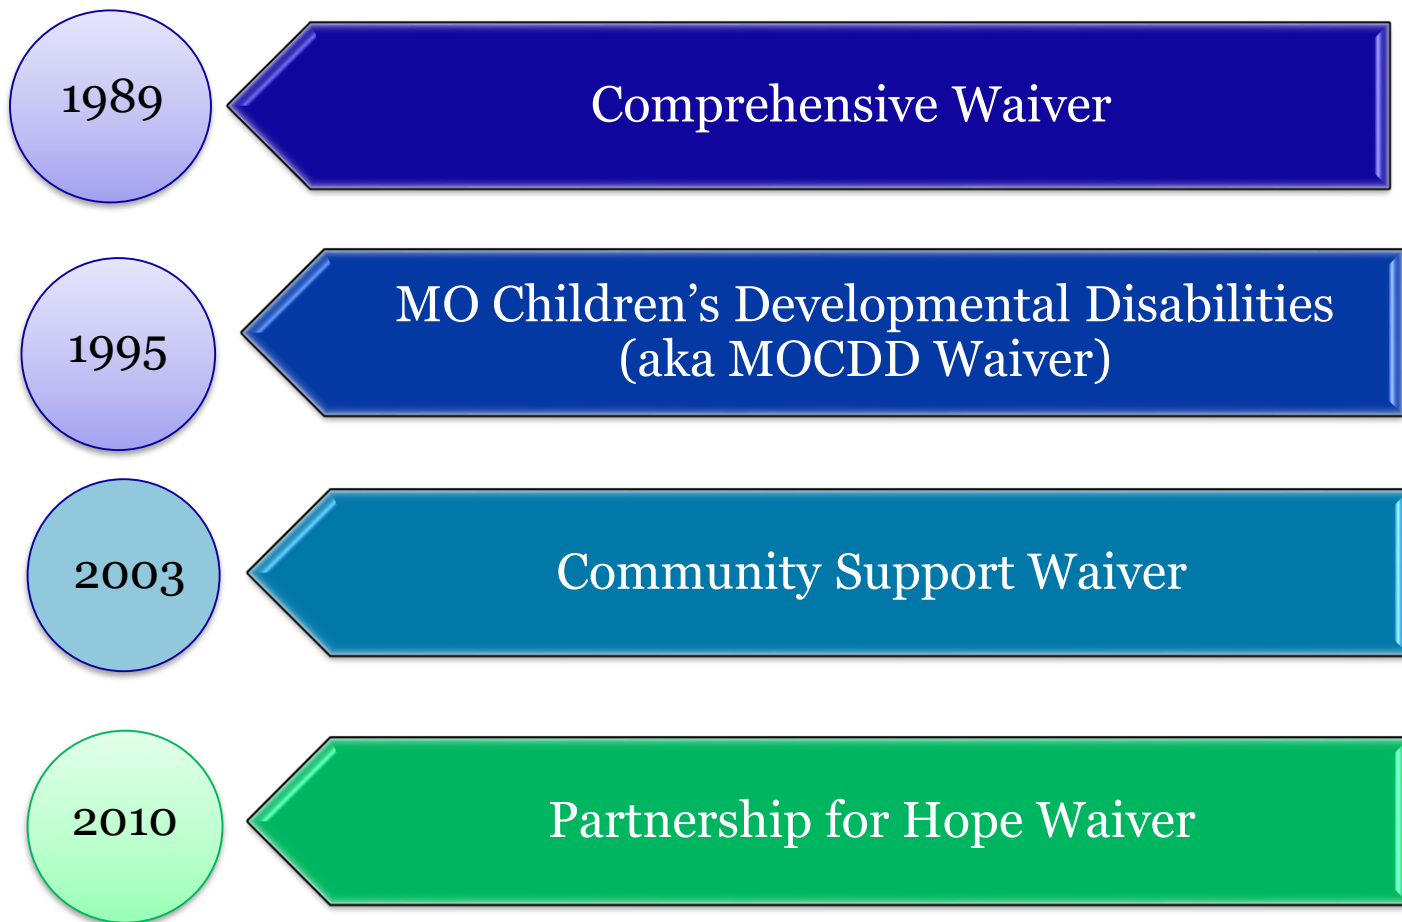 1989
Comprehensive Waiver
1995
MO Children’s Developmental Disabilities
(aka MOCDD Waiver)
2003
Community Support Waiver
2010
Partnership for Hope Waiver